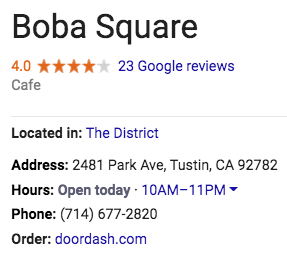 Boba Square
4.0 23 Google reviews
Cafe
Located in: The District
Address: 2481 Park Ave, Tustin, CA 92782
Hours: Open today · 10AM–11PM
Phone: (714) 677-2820
Order: doordash.com